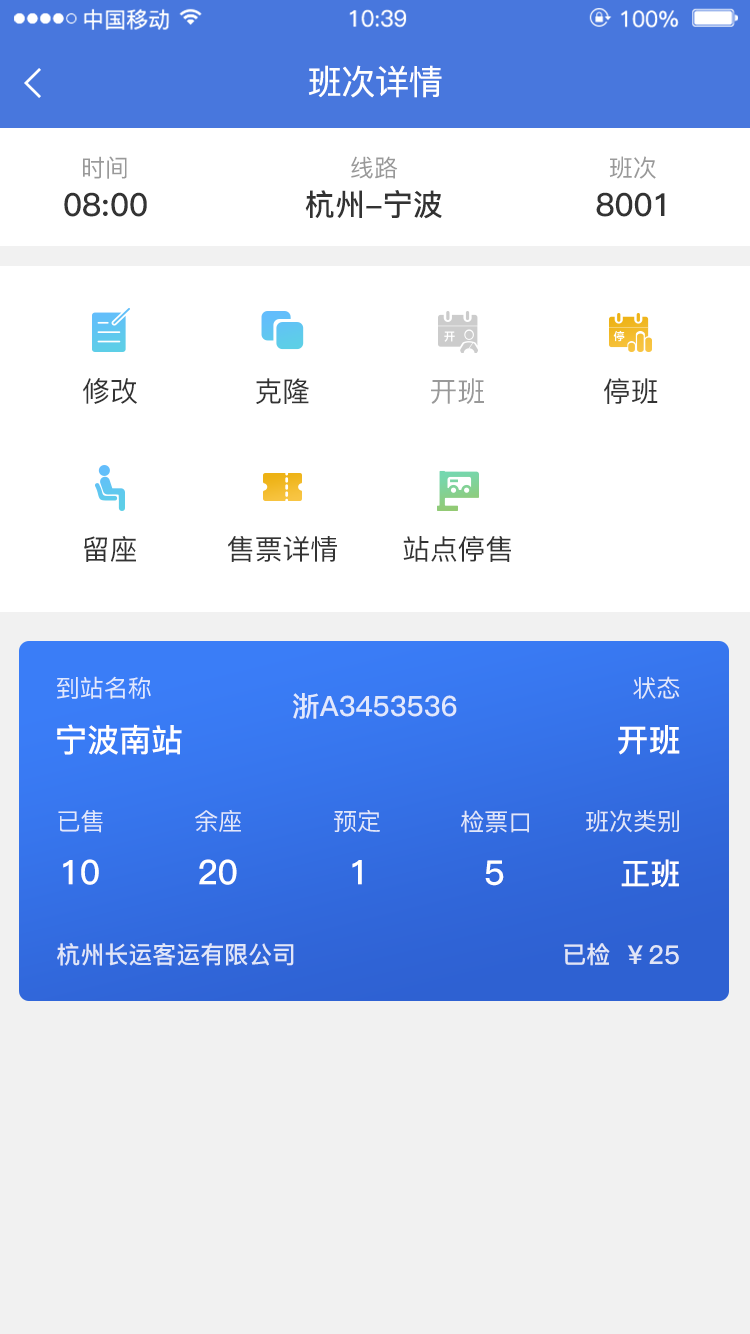 中国移动 10:39 100%
班次详情
时间 线路 班次
08:00 杭州–宁波 8001
开 停
修改 克隆 开班 停班
留座 售票详情 站点停售
到站名称 浙A3453536 状态
宁波南站 开班
已售 余座 预定 检票口 班次类别
10 20 1 5 正班
杭州长运客运有限公司 已检 ¥25